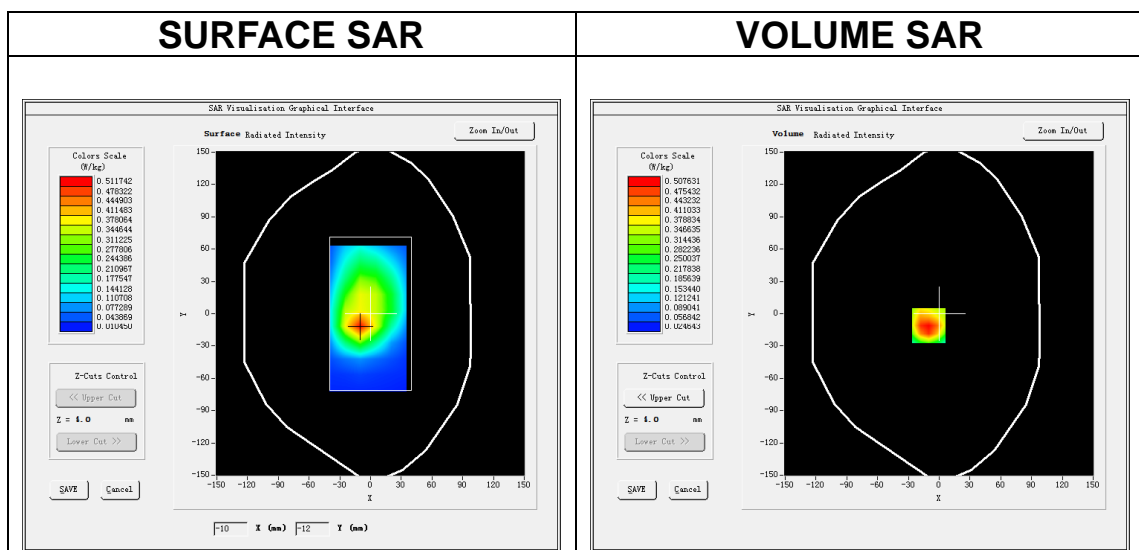 SURFACE SAR
VOLUME SAR
SAR Visualisation Graphical Interface
Surface Radiated Intensity
Zoom In/Out
Colors Scale
(W/kg)
0.511742
0.478322
0.444903
0.411483
0.378064
0.344644
0.311225
0.277806
0.244386
0.210967
0.177547
0.144128
0.110708
0.077289
0.043869
0.010450
Z-Cuts Control
<< Upper Cut
Z = 4.0 mm
Lower Cut >>
SAVE
Cancel
150
120
90
60
30
0
-30
-60
-90
-120
-150
Y
-150 -120 -90 -60 -30 0 30 60 90 120 150
X
-10 X (mm) -12 Y (mm)
SAR Visualisation Graphical Interface
Volume Radiated Intensity
Zoom In/Out
Colors Scale
(W/kg)
0.507631
0.475432
0.443232
0.411033
0.378834
0.346635
0.314436
0.282236
0.250037
0.217838
0.185639
0.153440
0.121241
0.089041
0.056842
0.024643
Z-Cuts Control
<< Upper Cut
Z = 4.0 mm
Lower Cut >>
SAVE
Cancel
150
120
90
60
30
0
-30
-60
-90
-120
-150
Y
-150 -120 -90 -60 -30 0 30 60 90 120 150
X